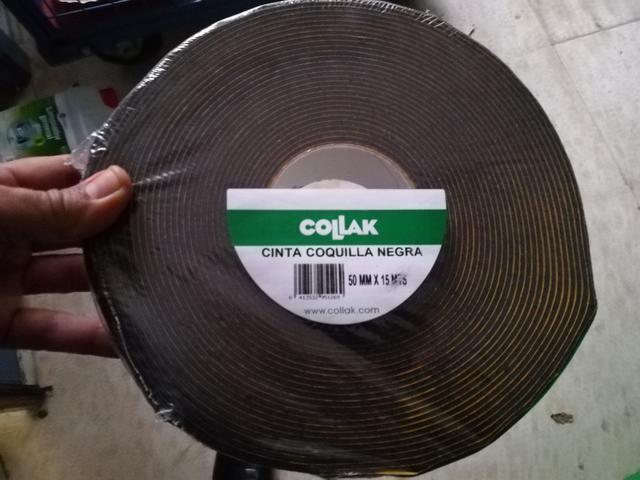 COLLAK
CINTA COQUILLA NEGRA
50 MM X 15 MTS
www.collak.com